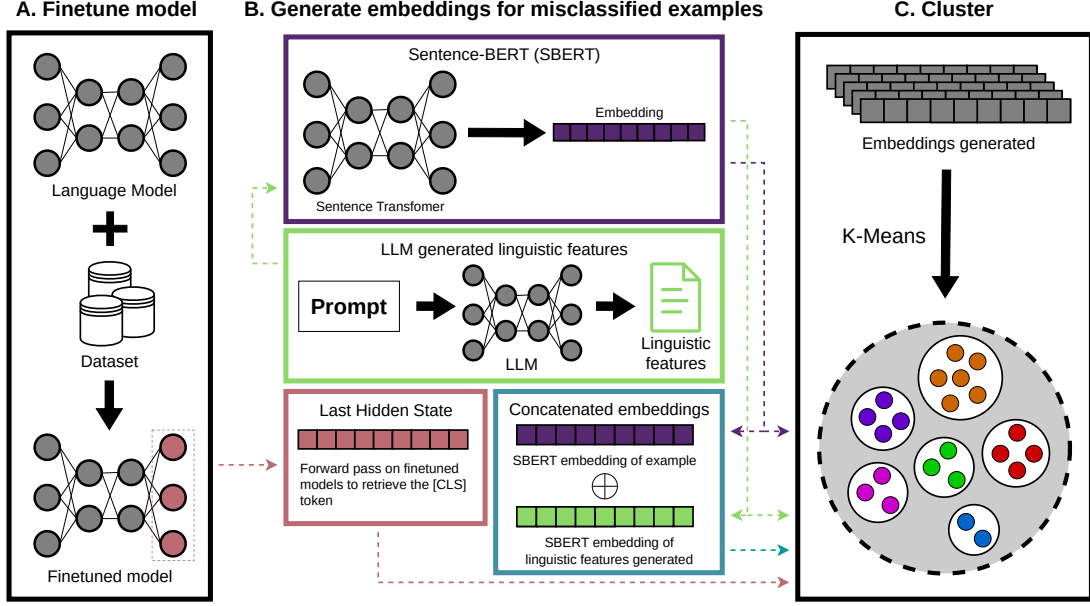 A. Finetune model
Language Model
Dataset
Finetuned model
B. Generate embeddings for misclassified examples
Sentence-BERT (SBERT)
Embedding
Sentence Transfomer
LLM generated linguistic features
Prompt
LLM
Linguistic
features
Last Hidden State
Forward pass on finetuned
models to retrieve the [CLS]
token
Concatenated embeddings
SBERT embedding of example
SBERT embedding of
linguistic features generated
C. Cluster
Embeddings generated
K-Means